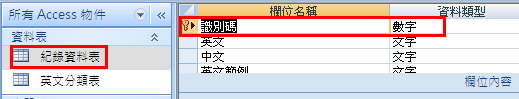 所有 Access 物件
資料表
紀錄資料表
英文分類表
欄位名稱 資料類型
識別碼 數字
英文 文字
中文 文字
英文範例 文字
欄位內容